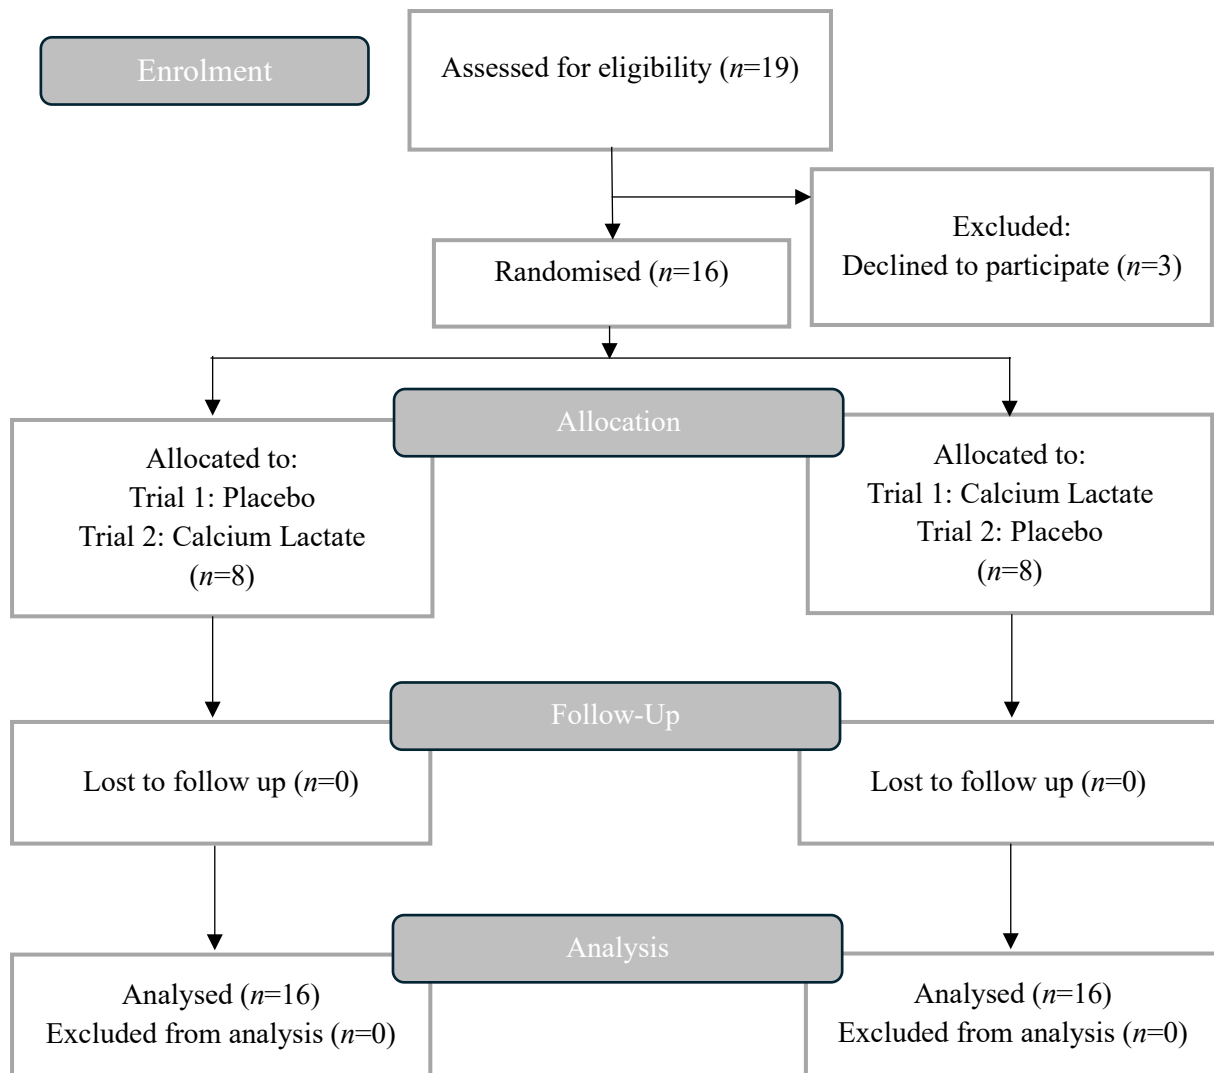 Enrolment
Assessed for eligibility (n=19)
Excluded:
Declined to participate (n=3)
Randomised (n=16)
Allocation
Allocated to:
Trial 1: Placebo
Trial 2: Calcium Lactate
(n=8)
Allocated to:
Trial 1: Calcium Lactate
Trial 2: Placebo
(n=8)
Follow-Up
Lost to follow up (n=0)
Lost to follow up (n=0)
Analysis
Analysed (n=16)
Excluded from analysis (n=0)
Analysed (n=16)
Excluded from analysis (n=0)